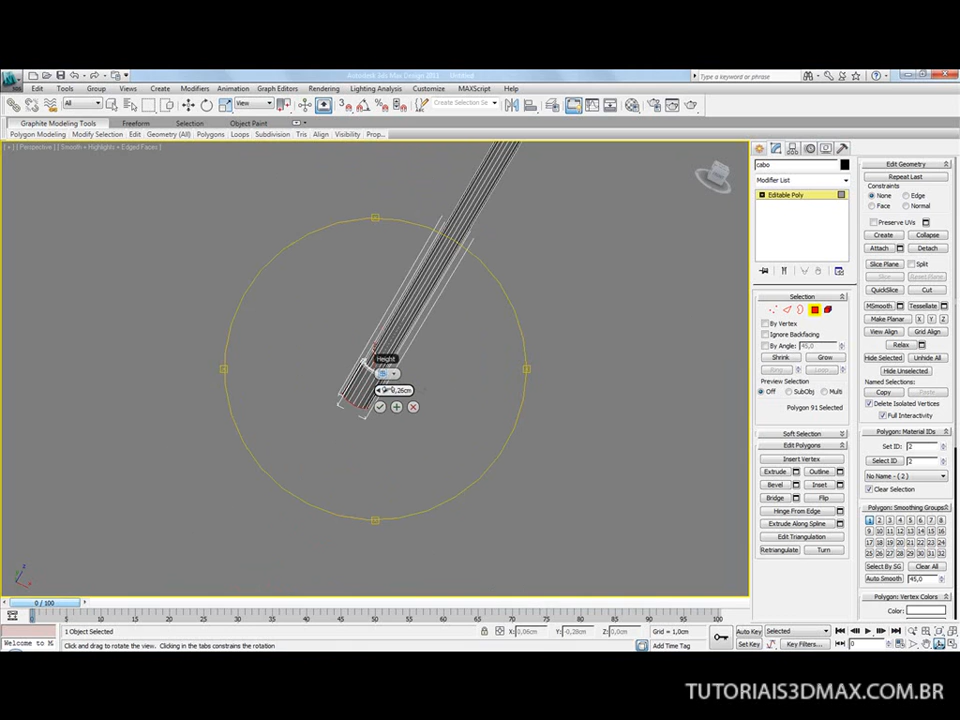 Autodesk 3ds Max Design 2011 Untitled
Type a keyword or phrase
Edit Tools Group Views Create Modifiers Animation Graph Editors Rendering Lighting Analysis Customize MAXScript Help
All View Create Selection Se
Graphite Modeling Tools Freeform Selection Object Paint
Polygon Modeling Modify Selection Edit Geometry (All) Polygons Loops Subdivision Tris Align Visibility Prop...
[ + ] [ Perspective ] [ Smooth + Highlights + Edged Faces ]
cabo
Modifier List
Editable Poly
Selection
By Vertex
Ignore Backfacing
By Angle: 45,0
Shrink Grow
Ring Loop
Preview Selection
Off SubObj Multi
Polygon 91 Selected
Soft Selection
Edit Polygons
Insert Vertex
Extrude Outline
Bevel Inset
Bridge Flip
Hinge From Edge
Extrude Along Spline
Edit Triangulation
Retriangulate Turn
Edit Geometry
Repeat Last
Constraints
None Edge
Face Normal
Preserve UVs
Create Collapse
Attach Detach
Slice Plane Split
Slice Reset Plane
QuickSlice Cut
MSmooth Tessellate
Make Planar X Y Z
View Align Grid Align
Relax
Hide Selected Unhide All
Hide Unselected
Named Selections:
Copy Paste
Delete Isolated Vertices
Full Interactivity
Polygon: Material IDs
Set ID: 2
Select ID 2
No Name - ( 2 )
Clear Selection
Polygon: Smoothing Groups
1 2 3 4 5 6 7 8
9 10 11 12 13 14 15 16
17 18 19 20 21 22 23 24
25 26 27 28 29 30 31 32
Select By SG Clear All
Auto Smooth 45,0
Polygon: Vertex Colors
Color:
Height
0,26cm
0 / 100
0 5 10 15 20 25 30 35 40 45 50 55 60 65 70 75 80 85 90 95 100
1 Object Selected X: 0,06cm Y: -0,28cm Z: 0,0cm Grid = 1,0cm Auto Key Selected
Welcome to M Click and drag to rotate the view. Clicking in the tabs constrains the rotation Add Time Tag Set Key Key Filters... 0
TUTORIAIS3DMAX.COM.BR